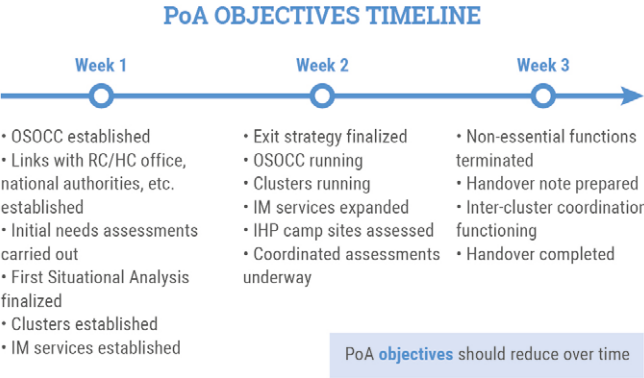 PoA OBJECTIVES TIMELINE
Week 1
• OSOCC established
• Links with RC/HC office,
national authorities, etc.
established
• Initial needs assessments
carried out
• First Situational Analysis
finalized
• Clusters established
• IM services established
Week 2
• Exit strategy finalized
• OSOCC running
• Clusters running
• IM services expanded
• IHP camp sites assessed
• Coordinated assessments
underway
Week 3
• Non-essential functions
terminated
• Handover note prepared
• Inter-cluster coordination
functioning
• Handover completed
PoA objectives should reduce over time